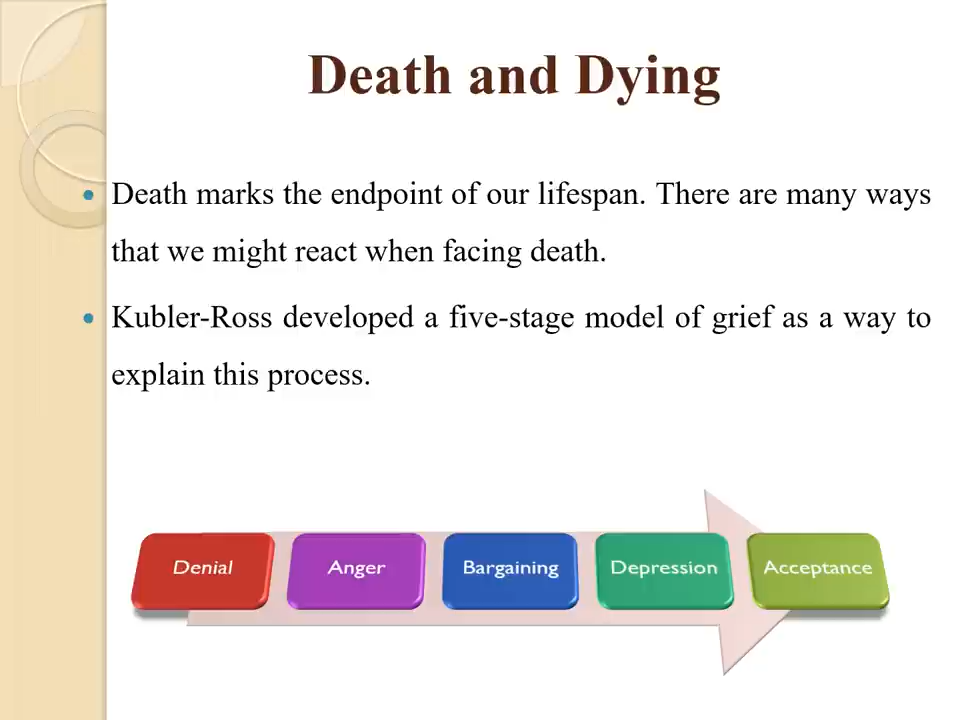 Death and Dying
• Death marks the endpoint of our lifespan. There are many ways
that we might react when facing death.
• Kubler-Ross developed a five-stage model of grief as a way to
explain this process.
Denial Anger Bargaining Depression Acceptance